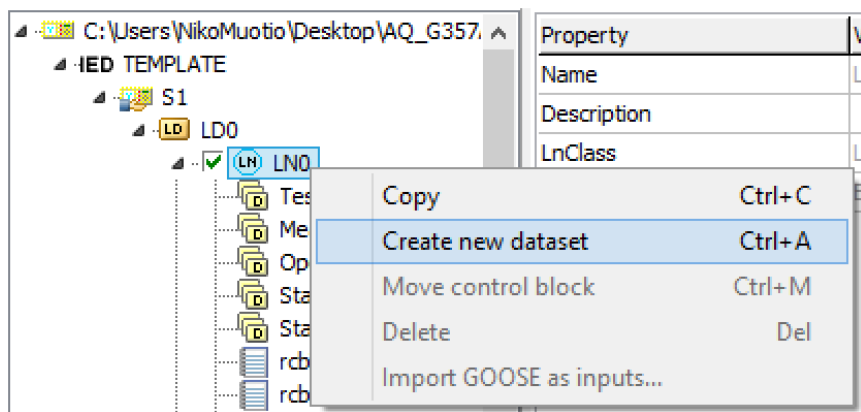 C:\Users\NikoMuotio\Desktop\AQ_G357
IED TEMPLATE
S1
LD LD0
LN LN0
D Tes
D Me
D Op
D Sta
D Sta
rcb
rcb
Property
Name
Description
LnClass
Copy Ctrl+C
Create new dataset Ctrl+A
Move control block Ctrl+M
Delete Del
Import GOOSE as inputs...